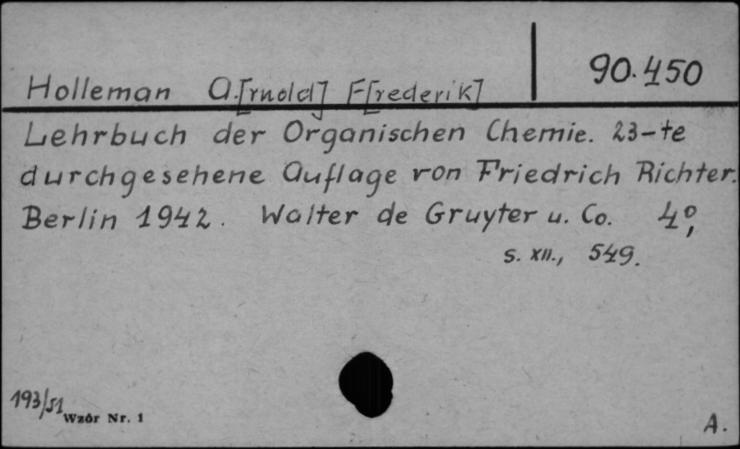 90.450
Holleman A.[rnold] F[rederik]
Lehrbuch der Organischen Chemie. 23-te
durchgesehene Auflage von Friedrich Richter.
Berlin 1942. Walter de Gruyter u. Co. 4°,
s. XII., 549.
193/51
Wzór Nr. 1
A.